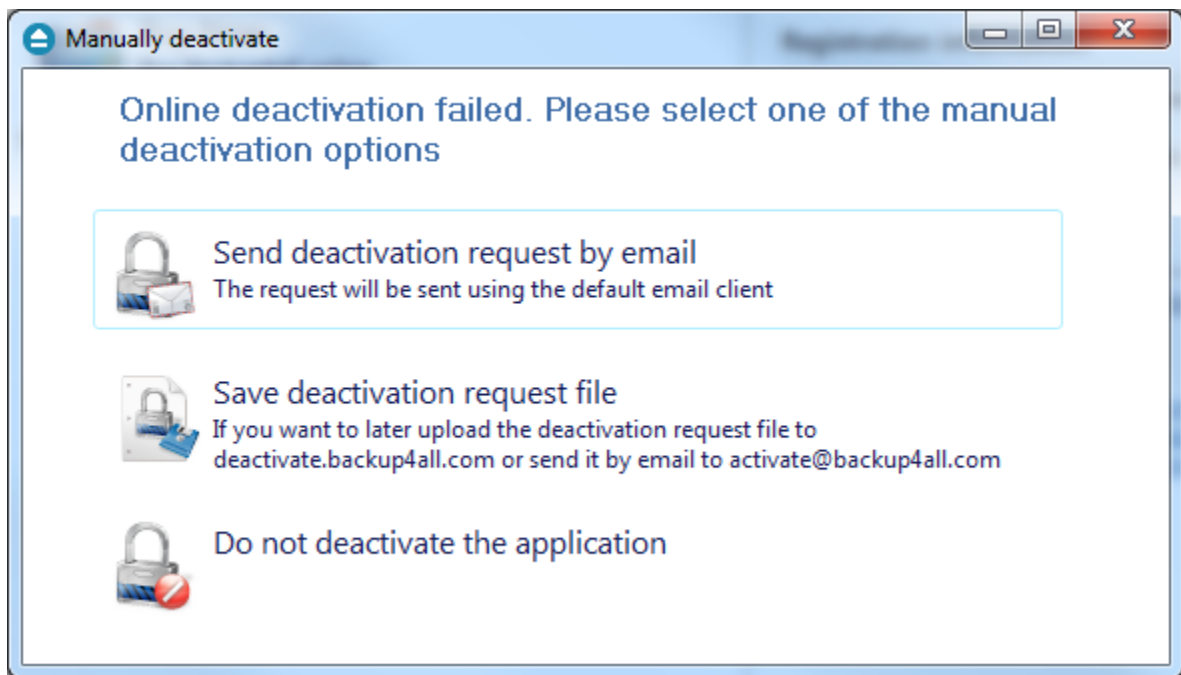 Manually deactivate
Online deactivation failed. Please select one of the manual
deactivation options
Send deactivation request by email
The request will be sent using the default email client
Save deactivation request file
If you want to later upload the deactivation request file to
deactivate.backup4all.com or send it by email to activate@backup4all.com
Do not deactivate the application